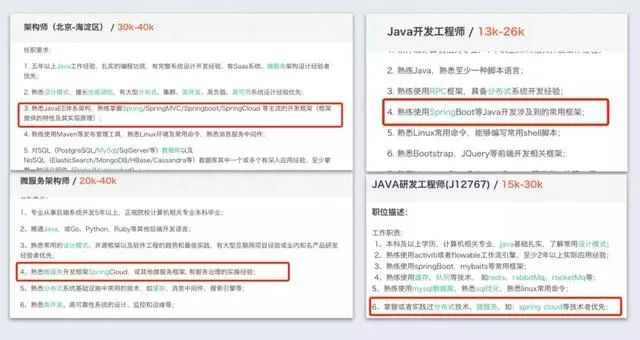 架构师（北京-海淀区） / 30k-40k
任职要求：
1. 五年以上Java工作经验，扎实的编程功底，有完整系统设计开发经验，有Saas系统，微服务架构设计经验者
优先；
2. 熟悉设计模式，擅长性能调优，有大型分布式、集群、高并发、高负载、高可用系统设计经验优先；
3. 熟悉JavaEE体系架构，熟练掌握Spring/SpringMVC/Springboot/SpringCloud 等主流的开发框架（框架
提供的特性及其实现原理）；
4. 熟练使用Maven等发布管理工具，熟悉Linux环境及常用命令，熟悉消息服务中间件；
5. 对SQL（PostgreSQL/MySql/SqlServer等）数据库以及
NoSQL（ElasticSearch/MongoDB/HBase/Cassandra等）数据库其中一个或多个有深入应用经验，至少掌
Java开发工程师 / 13k-26k
2. 熟练Java、熟悉至少一种脚本语言；
3. 熟练使用RPC框架，具备分布式系统开发经验；
4. 熟练使用SpringBoot等Java开发涉及到的常用框架；
5. 熟悉Linux常用命令，能够编写常用shell脚本；
6. 熟悉Bootstrap、JQuery等前端开发相关框架；
微服务架构师 / 20k-40k
1、专业从事后端系统开发5年以上，正规院校计算机相关专业本科毕业；
2、精通Java，或Go、Python、Ruby等其他后端开发语言；
3、熟悉常用的设计模式、开源框架以及软件工程的趋势和最佳实践，有大型互联网项目经验或业内知名产品研发
经验者优先；
4、熟悉微服务开发框架SpringCloud，或其他微服务框架，有服务治理的实操经验；
5、熟悉分布式系统基础设施中常用的技术，如缓存，消息中间件、搜索引擎等；
6、熟悉高并发、高可靠性系统的设计、监控和运维等；
JAVA研发工程师(J12767) / 15k-30k
职位描述：
工作职责：
1、本科及以上学历，计算机相关专业，java基础扎实，了解常用设计模式；
2、熟练使用activiti或者flowable工作流引擎，至少2年以上实际应用经验；
3、熟练使用springBoot、mybaits等常用框架；
4、熟练使用缓存，队列等技术，如redis，rabbitMq、rocketMq等；
5、熟练使用mysql数据库，熟悉sql优化，熟悉linux常用命令；
6、掌握或者实践过分布式技术，微服务，如：spring cloud等技术者优先；